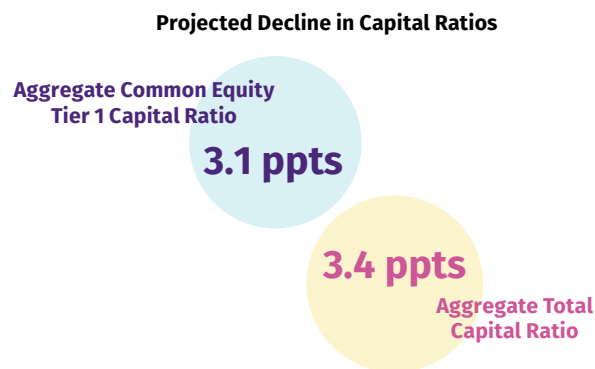 Projected Decline in Capital Ratios
Aggregate Common Equity
Tier 1 Capital Ratio
3.1 ppts
3.4 ppts
Aggregate Total
Capital Ratio